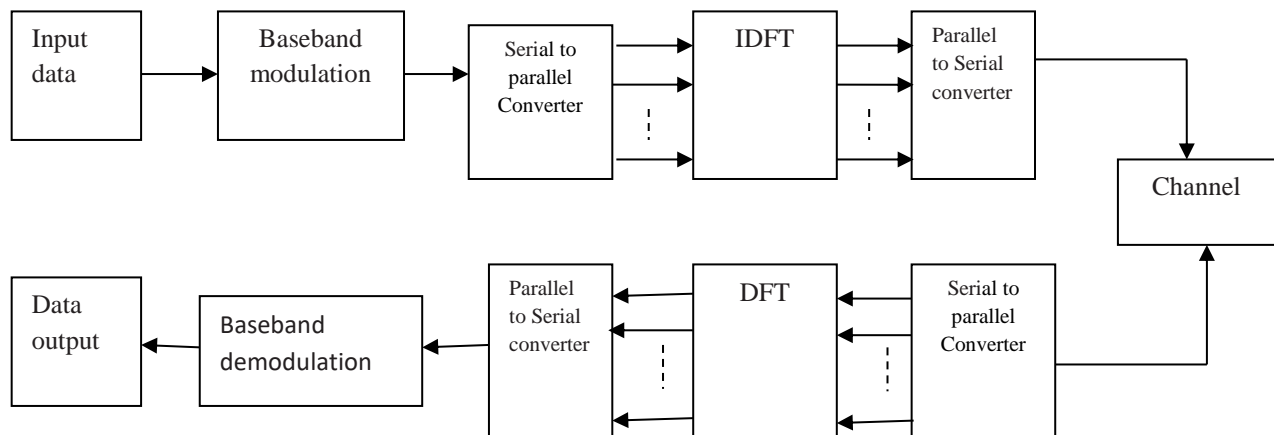 Input
data
Baseband
modulation
Serial to
parallel
Converter
IDFT
Parallel
to Serial
converter
Channel
Data
output
Baseband
demodulation
Parallel
to Serial
converter
DFT
Serial to
parallel
Converter